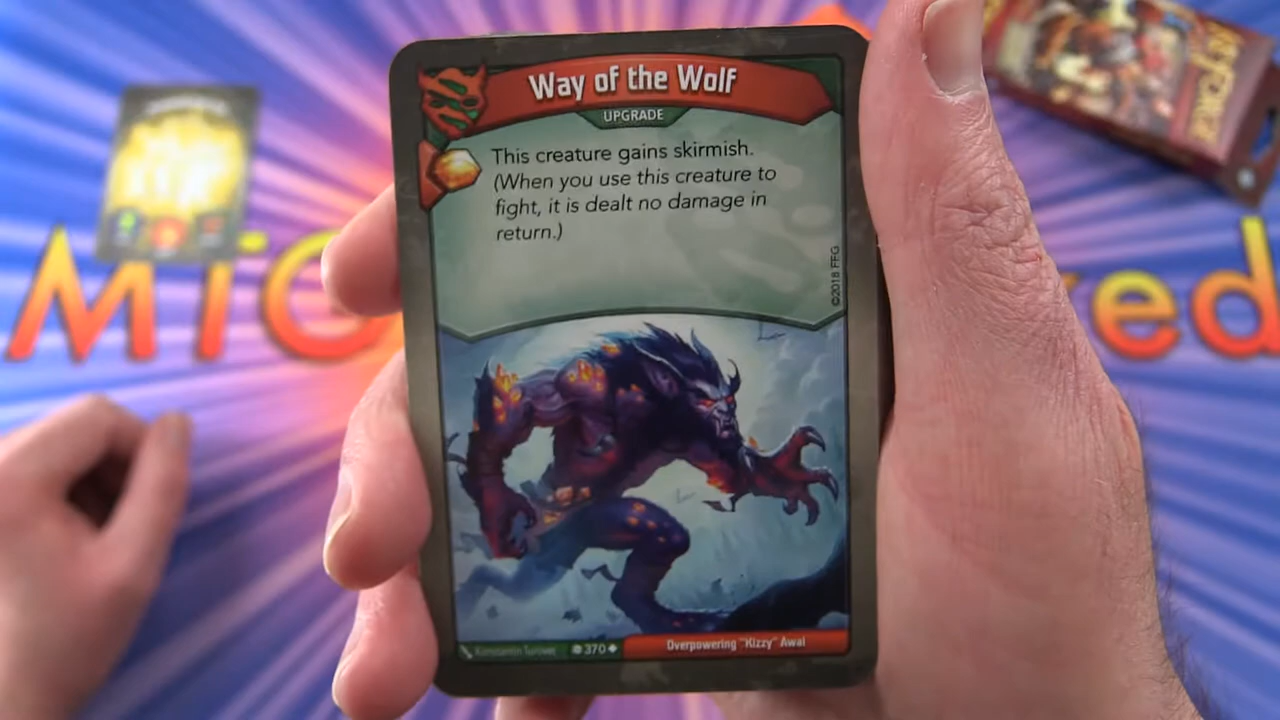 Way of the Wolf
UPGRADE
This creature gains skirmish.
(When you use this creature to
fight, it is dealt no damage in
return.)
©2018 FFG
Konstantin Turovec
370
Overpowering "Kizzy" Awal
KEYFORGE